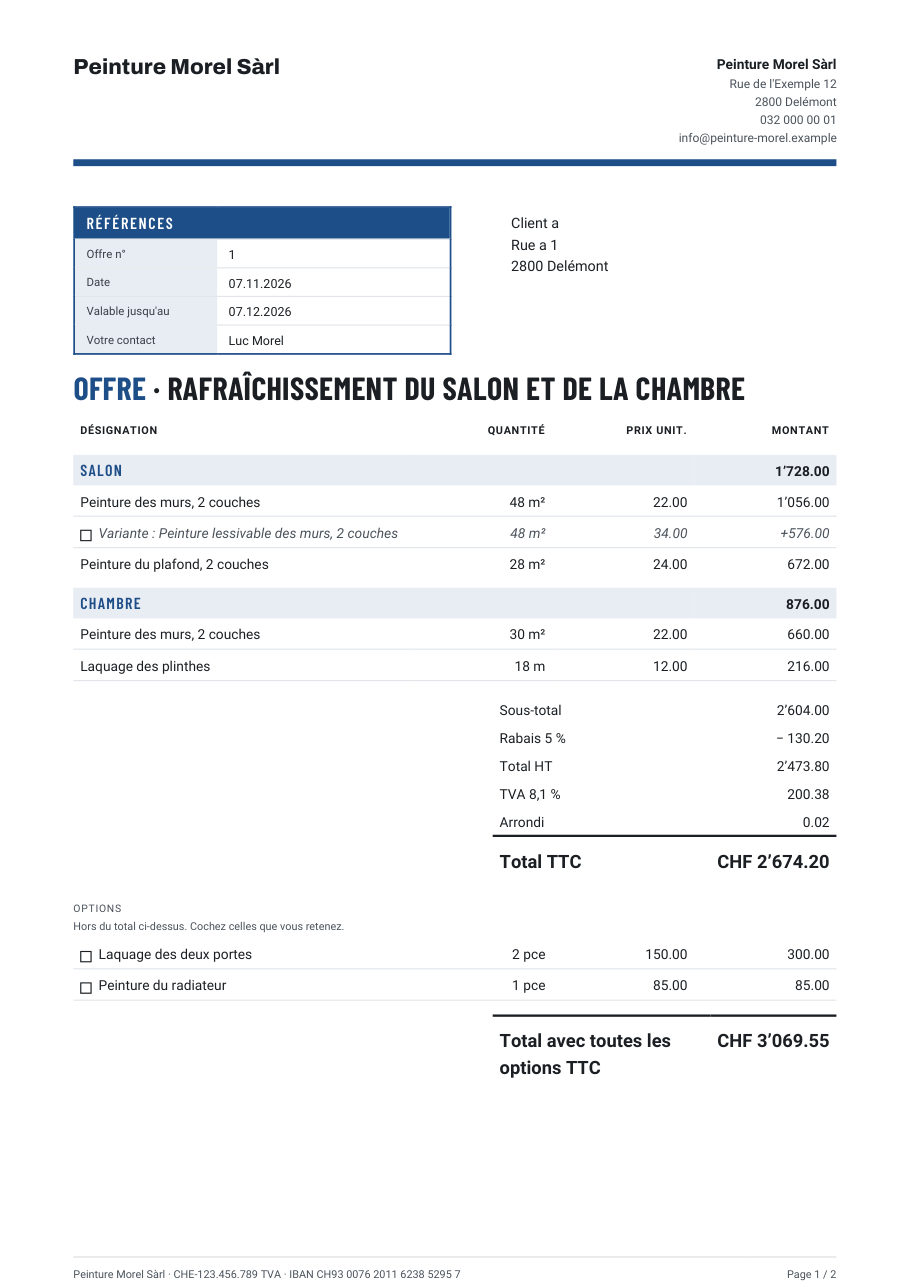 Peinture Morel Sàrl
Peinture Morel Sàrl
Rue de l'Exemple 12
2800 Delémont
032 000 00 01
info@peinture-morel.example
RÉFÉRENCES
Offre n° 1
Date 07.11.2026
Valable jusqu'au 07.12.2026
Votre contact Luc Morel
Client a
Rue a 1
2800 Delémont
OFFRE · RAFRAÎCHISSEMENT DU SALON ET DE LA CHAMBRE
DÉSIGNATION QUANTITÉ PRIX UNIT. MONTANT
SALON 1’728.00
Peinture des murs, 2 couches 48 m² 22.00 1’056.00
☐ Variante : Peinture lessivable des murs, 2 couches 48 m² 34.00 +576.00
Peinture du plafond, 2 couches 28 m² 24.00 672.00
CHAMBRE 876.00
Peinture des murs, 2 couches 30 m² 22.00 660.00
Laquage des plinthes 18 m 12.00 216.00
Sous-total 2’604.00
Rabais 5 % − 130.20
Total HT 2’473.80
TVA 8,1 % 200.38
Arrondi 0.02
Total TTC CHF 2’674.20
OPTIONS
Hors du total ci-dessus. Cochez celles que vous retenez.
☐ Laquage des deux portes 2 pce 150.00 300.00
☐ Peinture du radiateur 1 pce 85.00 85.00
Total avec toutes les CHF 3’069.55
options TTC
Peinture Morel Sàrl · CHE-123.456.789 TVA · IBAN CH93 0076 2011 6238 5295 7 Page 1 / 2